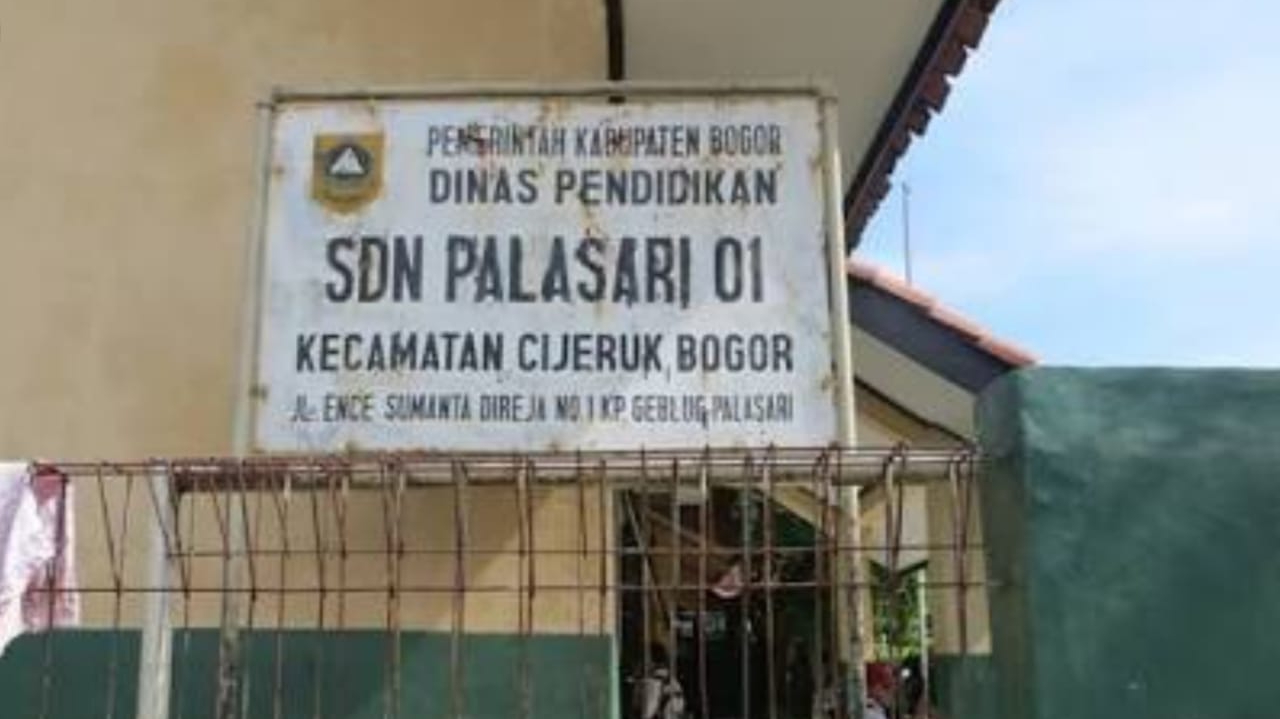 PEMERINTAH KABUPATEN BOGOR
DINAS PENDIDIKAN
SDN PALASARI 01
KECAMATAN CIJERUK, BOGOR
JL. ENCE SUMANTA DIREJA NO. 1 KP. GEBLUG PALASARI